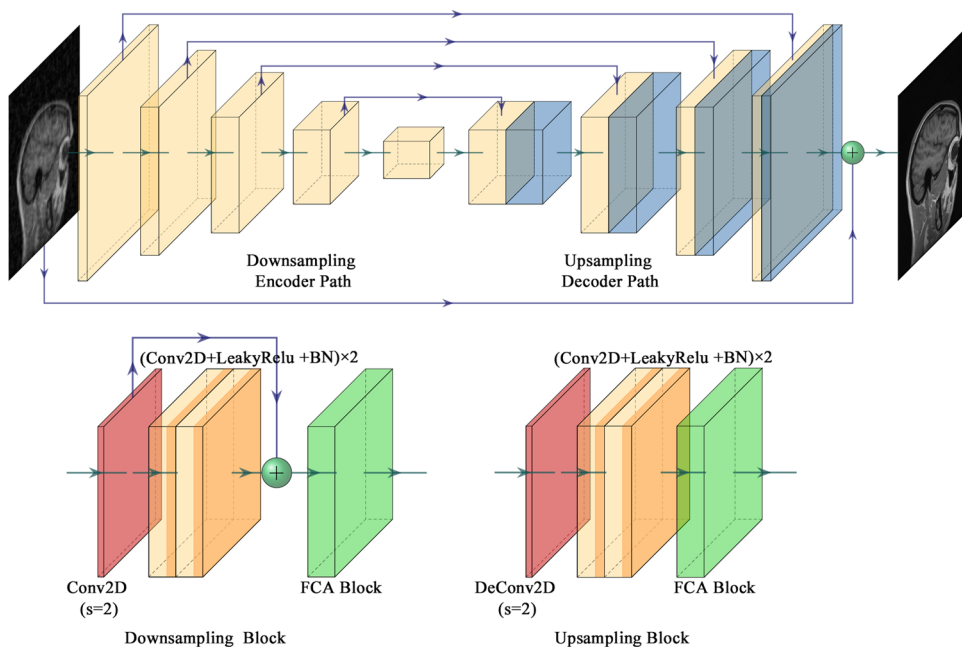 Downsampling
Encoder Path
Upsampling
Decoder Path
(Conv2D+LeakyRelu +BN)×2
(Conv2D+LeakyRelu +BN)×2
Conv2D
(s=2)
FCA Block
DeConv2D
(s=2)
FCA Block
Downsampling Block
Upsampling Block